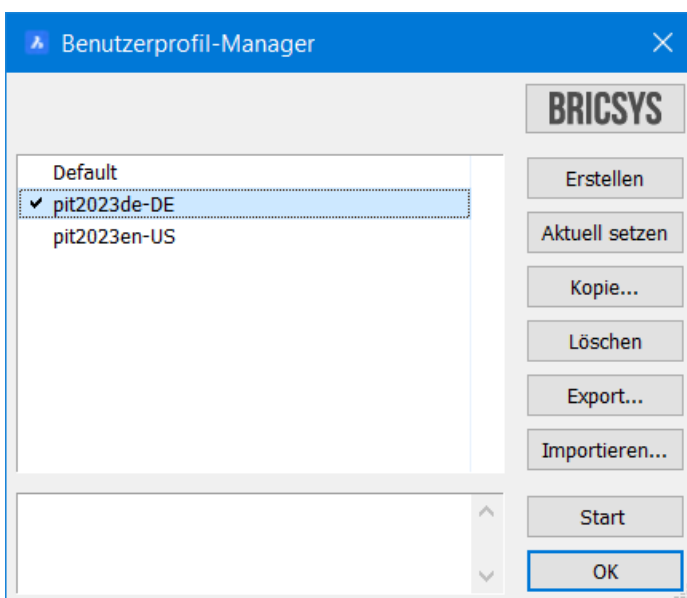 Benutzerprofil-Manager
BRICSYS
Default
pit2023de-DE
pit2023en-US
Erstellen
Aktuell setzen
Kopie...
Löschen
Export...
Importieren...
Start
OK